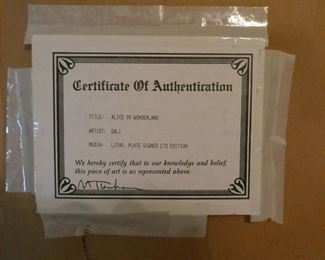 Certificate Of Authentication
TITLE: ALICE IN WONDERLAND
ARTIST: DALI
MEDIA: LITHO, PLATE SIGNED LTD EDITION
We hereby certify that to our knowledge and belief,
this piece of art is as represented above.